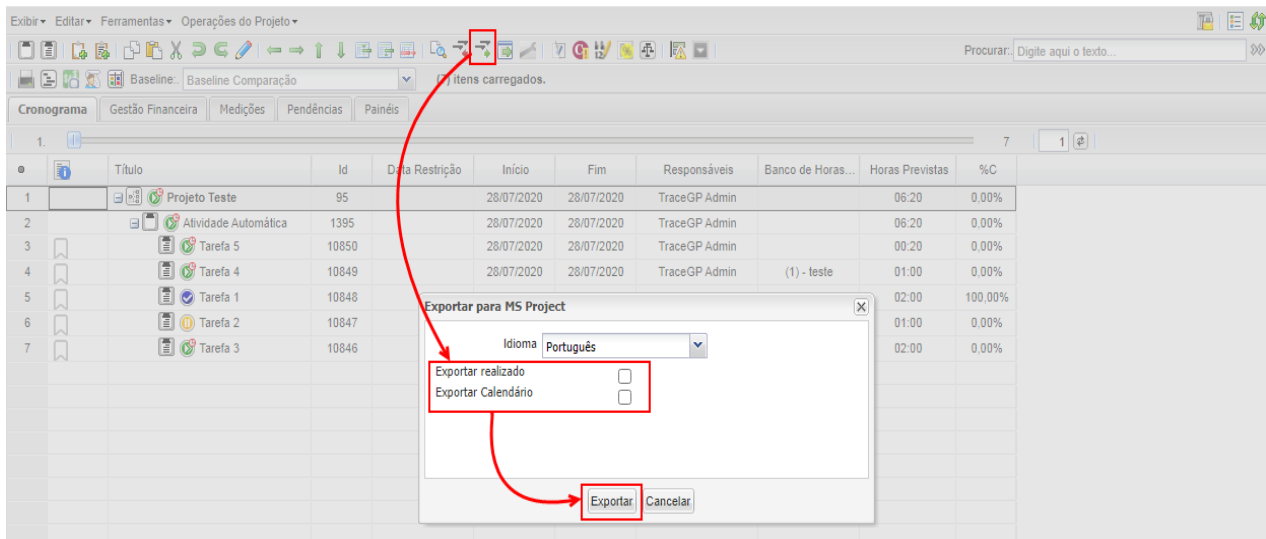 Exibir Editar Ferramentas Operações do Projeto
Procurar: Digite aqui o texto...
Baseline: Baseline Comparação (7) itens carregados.
Cronograma Gestão Financeira Medições Pendências Painéis
1. 7 1
Título Id Data Restrição Início Fim Responsáveis Banco de Horas... Horas Previstas %C
1 Projeto Teste 95 28/07/2020 28/07/2020 TraceGP Admin 06:20 0,00%
2 Atividade Automática 1395 28/07/2020 28/07/2020 TraceGP Admin 06:20 0,00%
3 Tarefa 5 10850 28/07/2020 28/07/2020 TraceGP Admin 00:20 0,00%
4 Tarefa 4 10849 28/07/2020 28/07/2020 TraceGP Admin (1) - teste 01:00 0,00%
5 Tarefa 1 10848 02:00 100,00%
6 Tarefa 2 10847 01:00 0,00%
7 Tarefa 3 10846 02:00 0,00%
Exportar para MS Project
Idioma Português
Exportar realizado
Exportar Calendário
Exportar Cancelar